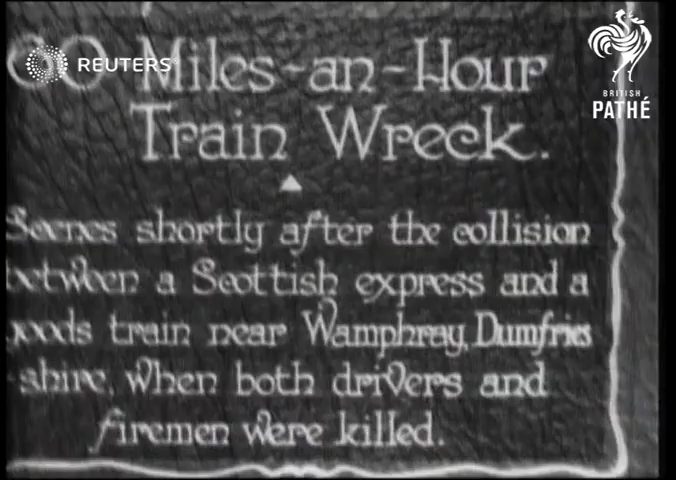 60 Miles-an-Hour
Train Wreck.
Scenes shortly after the collision
between a Scottish express and a
goods train near Wamphray, Dumfries
shire, when both drivers and
firemen were killed.
REUTERS
BRITISH
PATHÉ